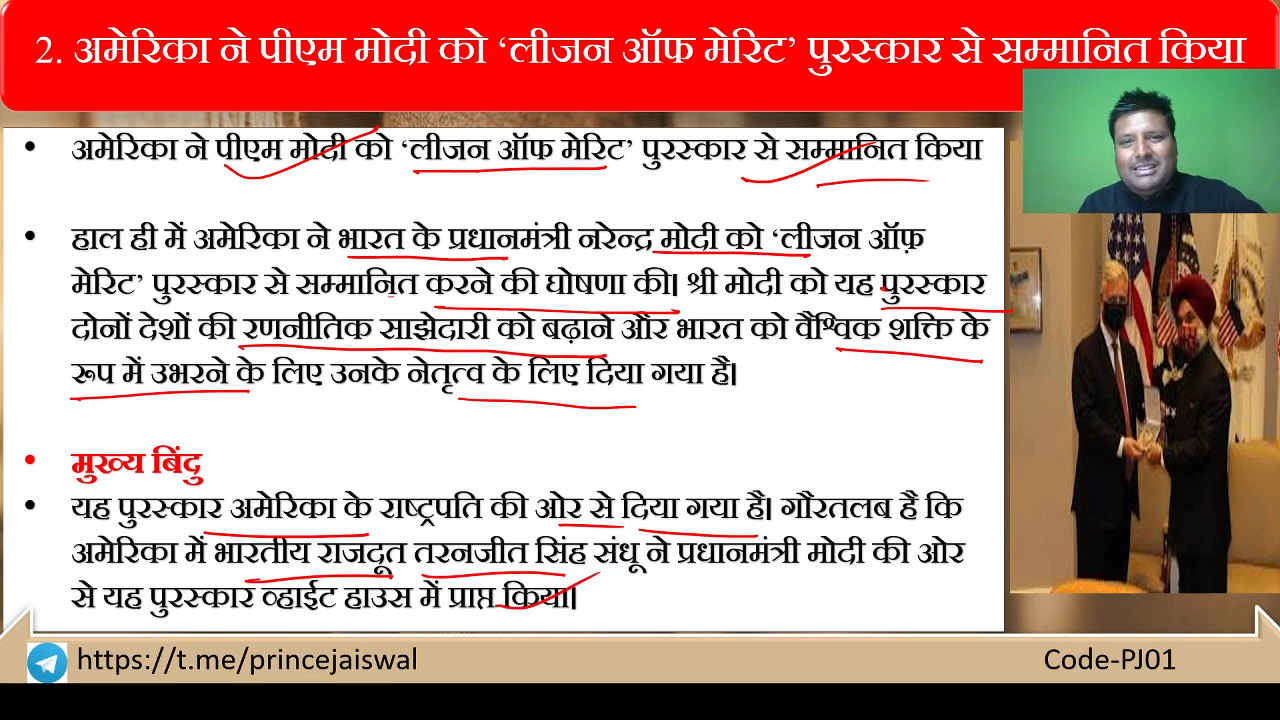 2. अमेरिका ने पीएम मोदी को ‘लीजन ऑफ मेरिट’ पुरस्कार से सम्मानित किया
• अमेरिका ने पीएम मोदी को ‘लीजन ऑफ मेरिट’ पुरस्कार से सम्मानित किया
• हाल ही में अमेरिका ने भारत के प्रधानमंत्री नरेन्द्र मोदी को ‘लीजन ऑफ़
मेरिट’ पुरस्कार से सम्मानित करने की घोषणा की। श्री मोदी को यह पुरस्कार
दोनों देशों की रणनीतिक साझेदारी को बढ़ाने और भारत को वैश्विक शक्ति के
रूप में उभरने के लिए उनके नेतृत्व के लिए दिया गया है।
• मुख्य बिंदु
• यह पुरस्कार अमेरिका के राष्ट्रपति की ओर से दिया गया है। गौरतलब है कि
अमेरिका में भारतीय राजदूत तरनजीत सिंह संधू ने प्रधानमंत्री मोदी की ओर
से यह पुरस्कार व्हाईट हाउस में प्राप्त किया।
https://t.me/princejaiswal
Code-PJ01